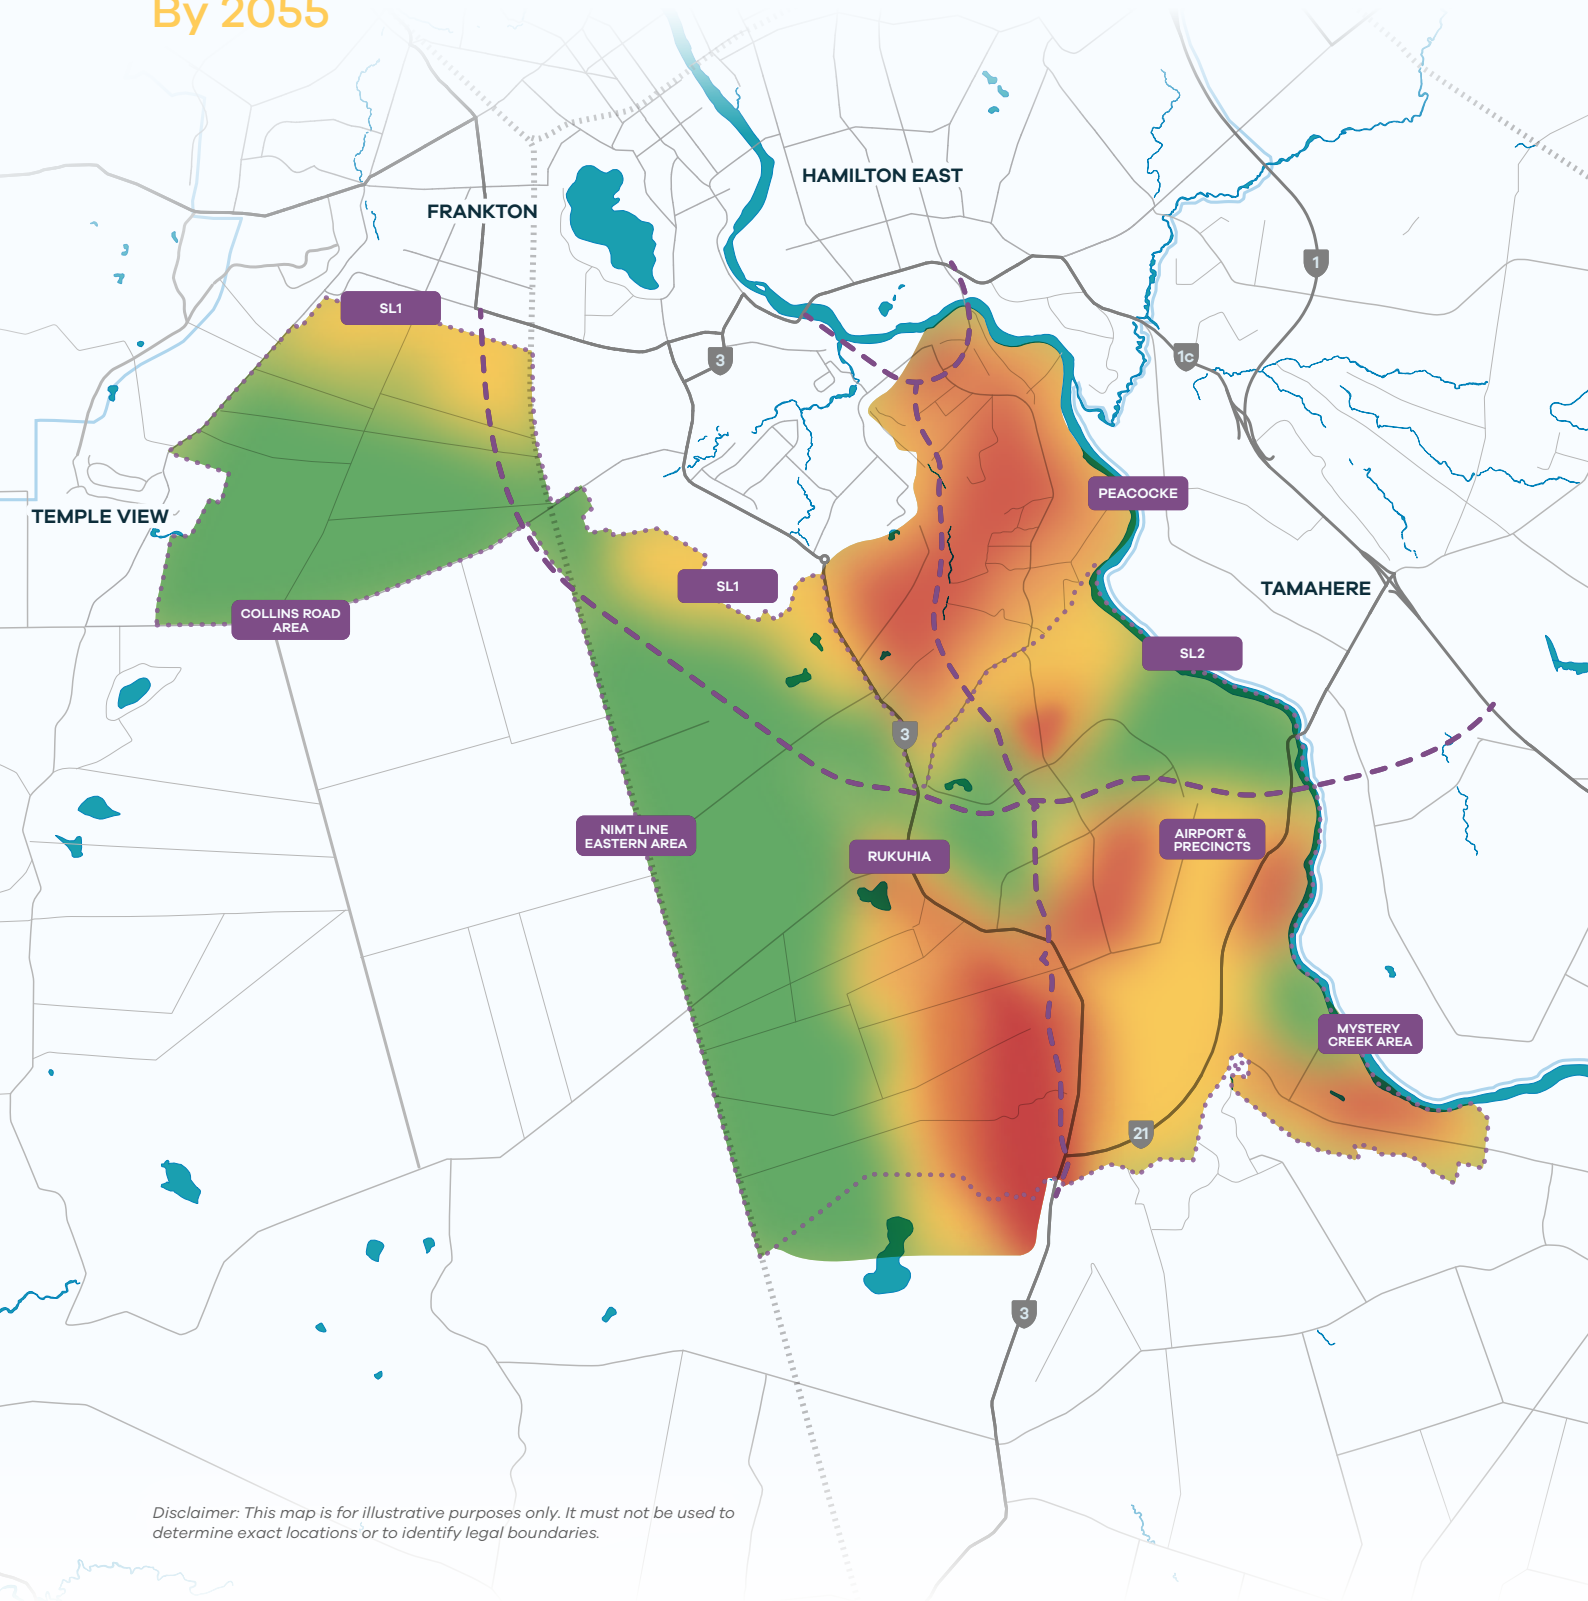 By 2055
HAMILTON EAST
FRANKTON
1
SL1
3
1c
PEACOCKE
TEMPLE VIEW
SL1
TAMAHERE
COLLINS ROAD
AREA
SL2
3
NIMT LINE
EASTERN AREA
AIRPORT &
PRECINCTS
RUKUHIA
MYSTERY
CREEK AREA
21
3
Disclaimer: This map is for illustrative purposes only. It must not be used to
determine exact locations or to identify legal boundaries.